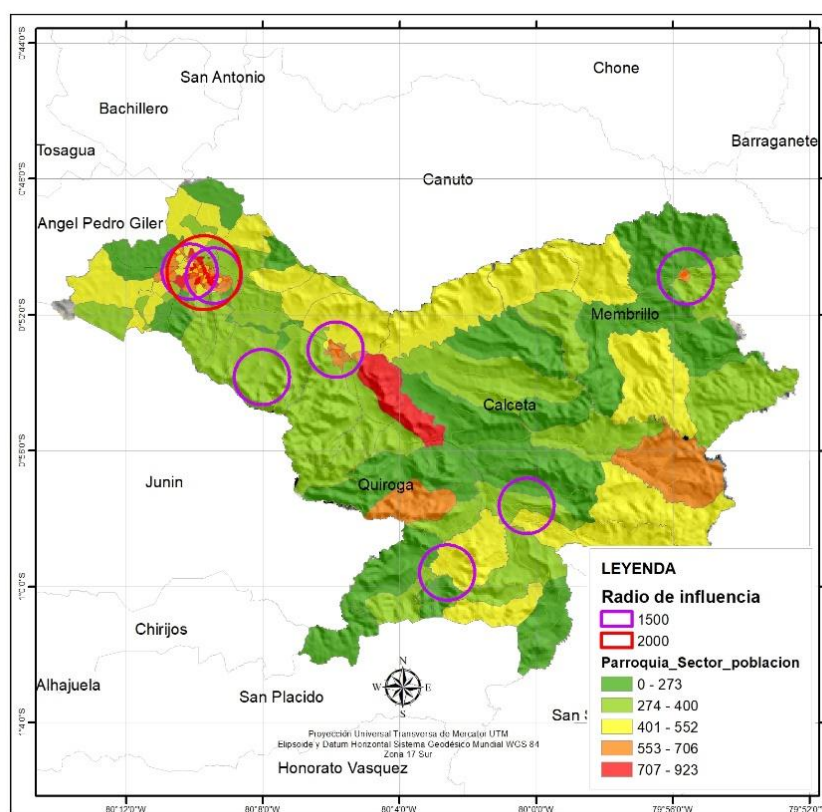 San Antonio
Chone
Bachillero
Tosagua
Barraganete
Canuto
Angel Pedro Giler
Membrillo
Calceta
Junin
Quiroga
Chirijos
Alhajuela
San Placido
San S
Honorato Vasquez
LEYENDA
Radio de influencia
1500
2000
Parroquia_Sector_poblacion
0 - 273
274 - 400
401 - 552
553 - 706
707 - 923
N
W E
S
Proyección Universal Transversa de Mercator UTM
Elipsoide y Datum Horizontal Sistema Geodésico Mundial WGS 84
Zona 17 Sur
0°44'0"S
0°48'0"S
0°52'0"S
0°56'0"S
1°0'0"S
1°4'0"S
80°12'0"W
80°8'0"W
80°4'0"W
80°0'0"W
79°56'0"W
79°52'0